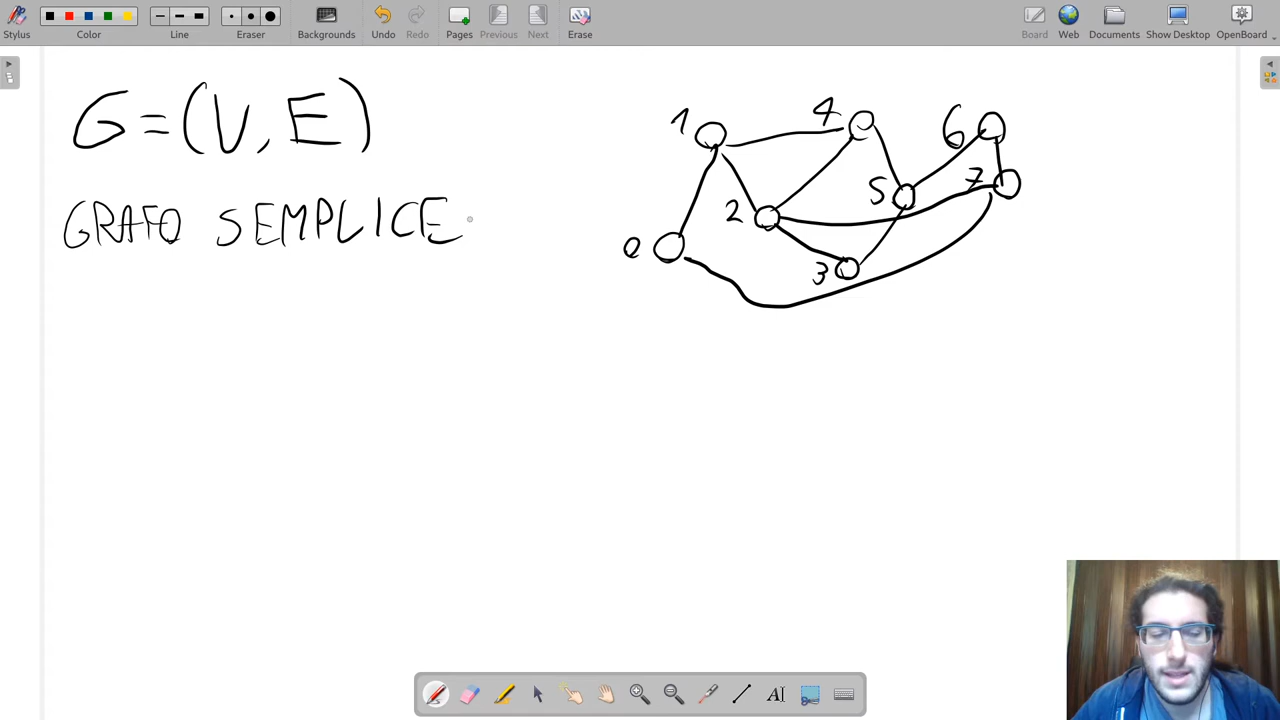 Stylus Color Line Eraser Backgrounds Undo Redo Pages Previous Next Erase Board Web Documents Show Desktop OpenBoard
G=(V,E)
GRAFO SEMPLICE
1
4
6
5
7
2
0
3
AI